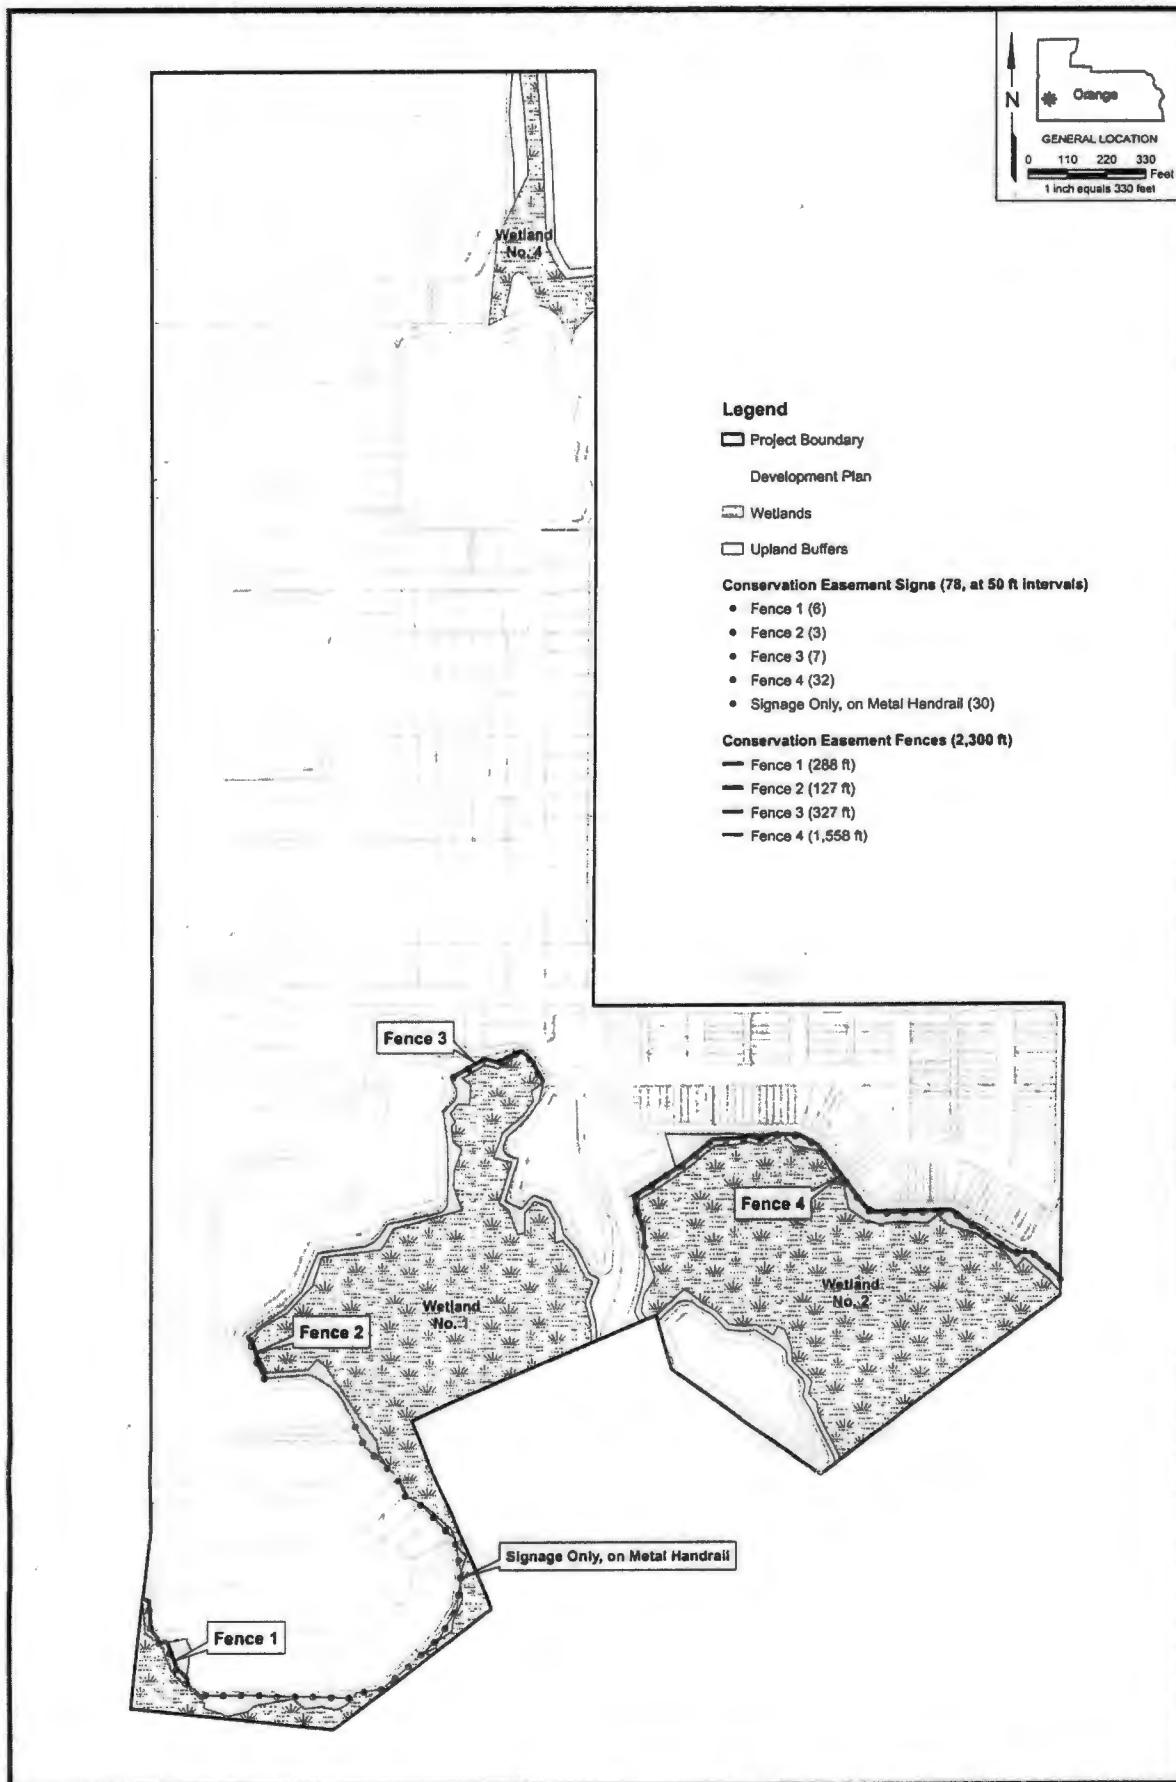 N
Orange
GENERAL LOCATION
0 110 220 330
Feet
1 inch equals 330 feet
Wetland
No. 4
Legend
Project Boundary
Development Plan
Wetlands
Upland Buffers
Conservation Easement Signs (78, at 50 ft intervals)
Fence 1 (6)
Fence 2 (3)
Fence 3 (7)
Fence 4 (32)
Signage Only, on Metal Handrail (30)
Conservation Easement Fences (2,300 ft)
Fence 1 (288 ft)
Fence 2 (127 ft)
Fence 3 (327 ft)
Fence 4 (1,558 ft)
Fence 3
Fence 4
Wetland
No. 2
Wetland
No. 1
Fence 2
Signage Only, on Metal Handrail
Fence 1